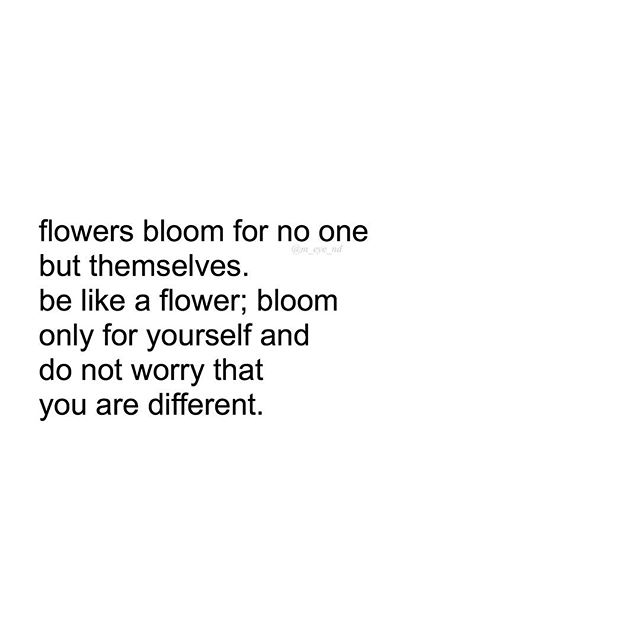 flowers bloom for no one
@m_eye_nd
but themselves.
be like a flower; bloom
only for yourself and
do not worry that
you are different.